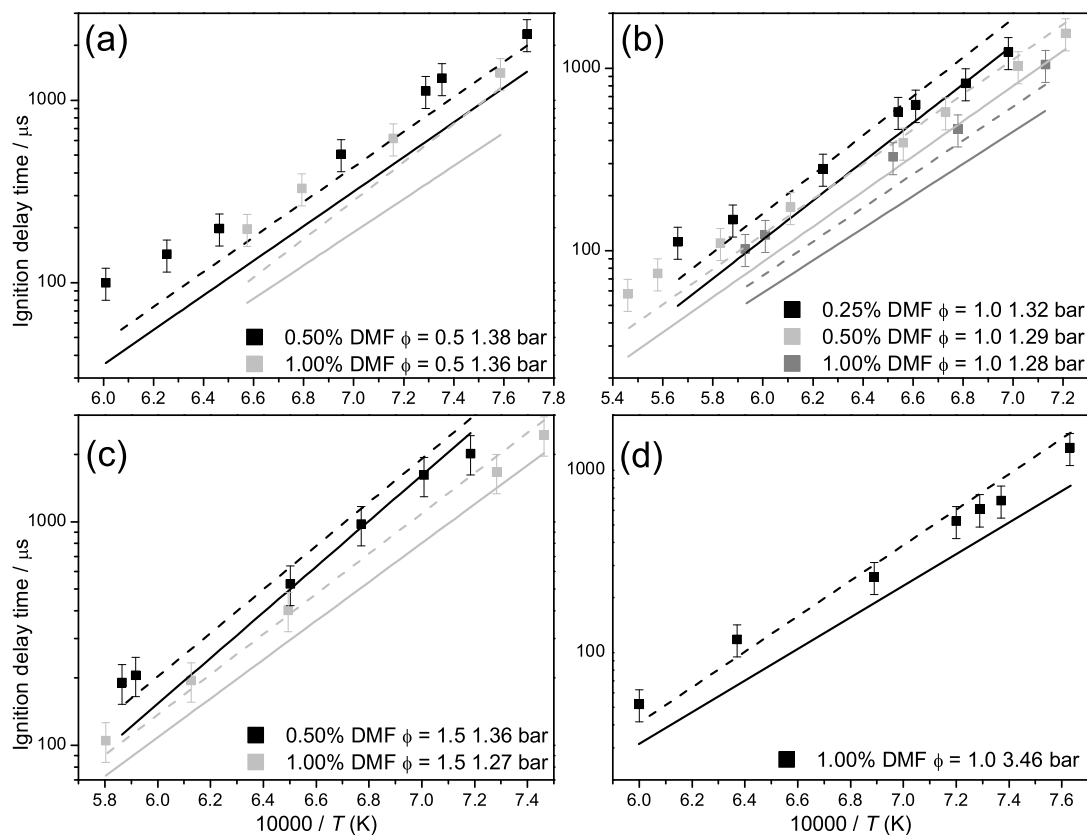 (a)
1000
100
Ignition delay time / μs
0.50% DMF ϕ = 0.5 1.38 bar
1.00% DMF ϕ = 0.5 1.36 bar
6.0 6.2 6.4 6.6 6.8 7.0 7.2 7.4 7.6 7.8
(b)
1000
100
0.25% DMF ϕ = 1.0 1.32 bar
0.50% DMF ϕ = 1.0 1.29 bar
1.00% DMF ϕ = 1.0 1.28 bar
5.4 5.6 5.8 6.0 6.2 6.4 6.6 6.8 7.0 7.2
(c)
1000
100
Ignition delay time / μs
0.50% DMF ϕ = 1.5 1.36 bar
1.00% DMF ϕ = 1.5 1.27 bar
5.8 6.0 6.2 6.4 6.6 6.8 7.0 7.2 7.4
10000 / T (K)
(d)
1000
100
1.00% DMF ϕ = 1.0 3.46 bar
6.0 6.2 6.4 6.6 6.8 7.0 7.2 7.4 7.6
10000 / T (K)